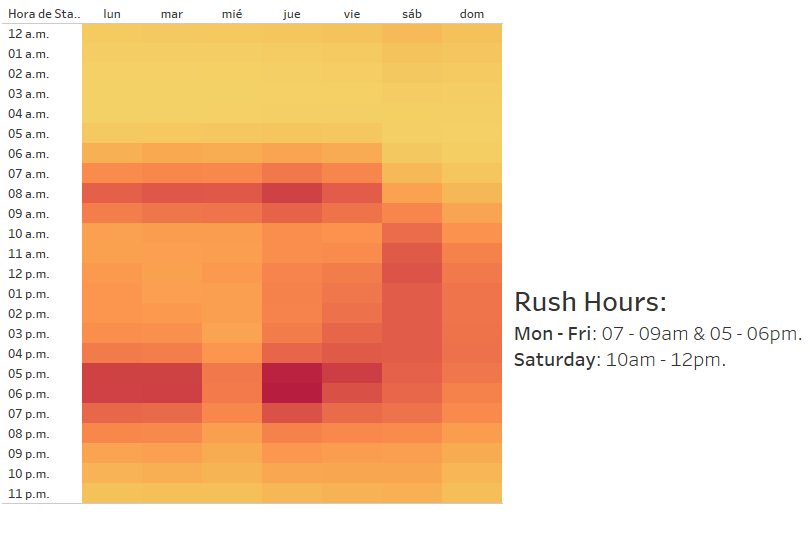 Hora de Sta.. lun mar mié jue vie sáb dom
12 a.m.
01 a.m.
02 a.m.
03 a.m.
04 a.m.
05 a.m.
06 a.m.
07 a.m.
08 a.m.
09 a.m.
10 a.m.
11 a.m.
12 p.m.
01 p.m.
02 p.m.
03 p.m.
04 p.m.
05 p.m.
06 p.m.
07 p.m.
08 p.m.
09 p.m.
10 p.m.
11 p.m.
Rush Hours:
Mon - Fri: 07 - 09am & 05 - 06pm.
Saturday: 10am - 12pm.